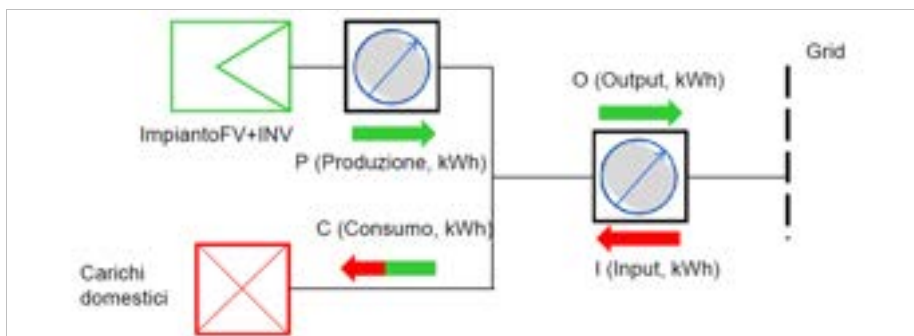 Grid
O (Output, kWh)
ImpiantoFV+INV
P (Produzione, kWh)
C (Consumo, kWh)
I (Input, kWh)
Carichi
domestici